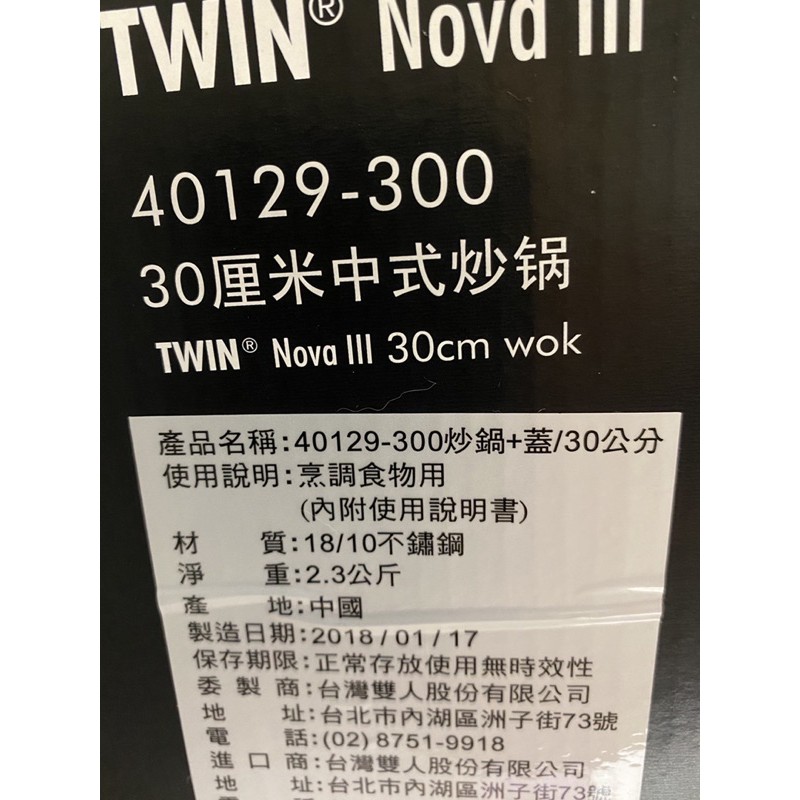 TWIN® Nova III
40129-300
30厘米中式炒锅
TWIN® Nova III 30cm wok
產品名稱:40129-300炒鍋+蓋/30公分
使用說明:烹調食物用
(內附使用說明書)
材 質:18/10不鏽鋼
淨 重:2.3公斤
產 地:中國
製造日期:2018/01/17
保存期限:正常存放使用無時效性
委製商:台灣雙人股份有限公司
地 址:台北市內湖區洲子街73號
電 話:(02)8751-9918
進口商:台灣雙人股份有限公司
地 址:台北市內湖區洲子街73號